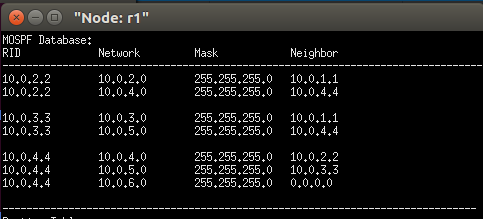 "Node: r1"
MOSPF Database:
RID Network Mask Neighbor
10.0.2.2 10.0.2.0 255.255.255.0 10.0.1.1
10.0.2.2 10.0.4.0 255.255.255.0 10.0.4.4
10.0.3.3 10.0.3.0 255.255.255.0 10.0.1.1
10.0.3.3 10.0.5.0 255.255.255.0 10.0.4.4
10.0.4.4 10.0.4.0 255.255.255.0 10.0.2.2
10.0.4.4 10.0.5.0 255.255.255.0 10.0.3.3
10.0.4.4 10.0.6.0 255.255.255.0 0.0.0.0